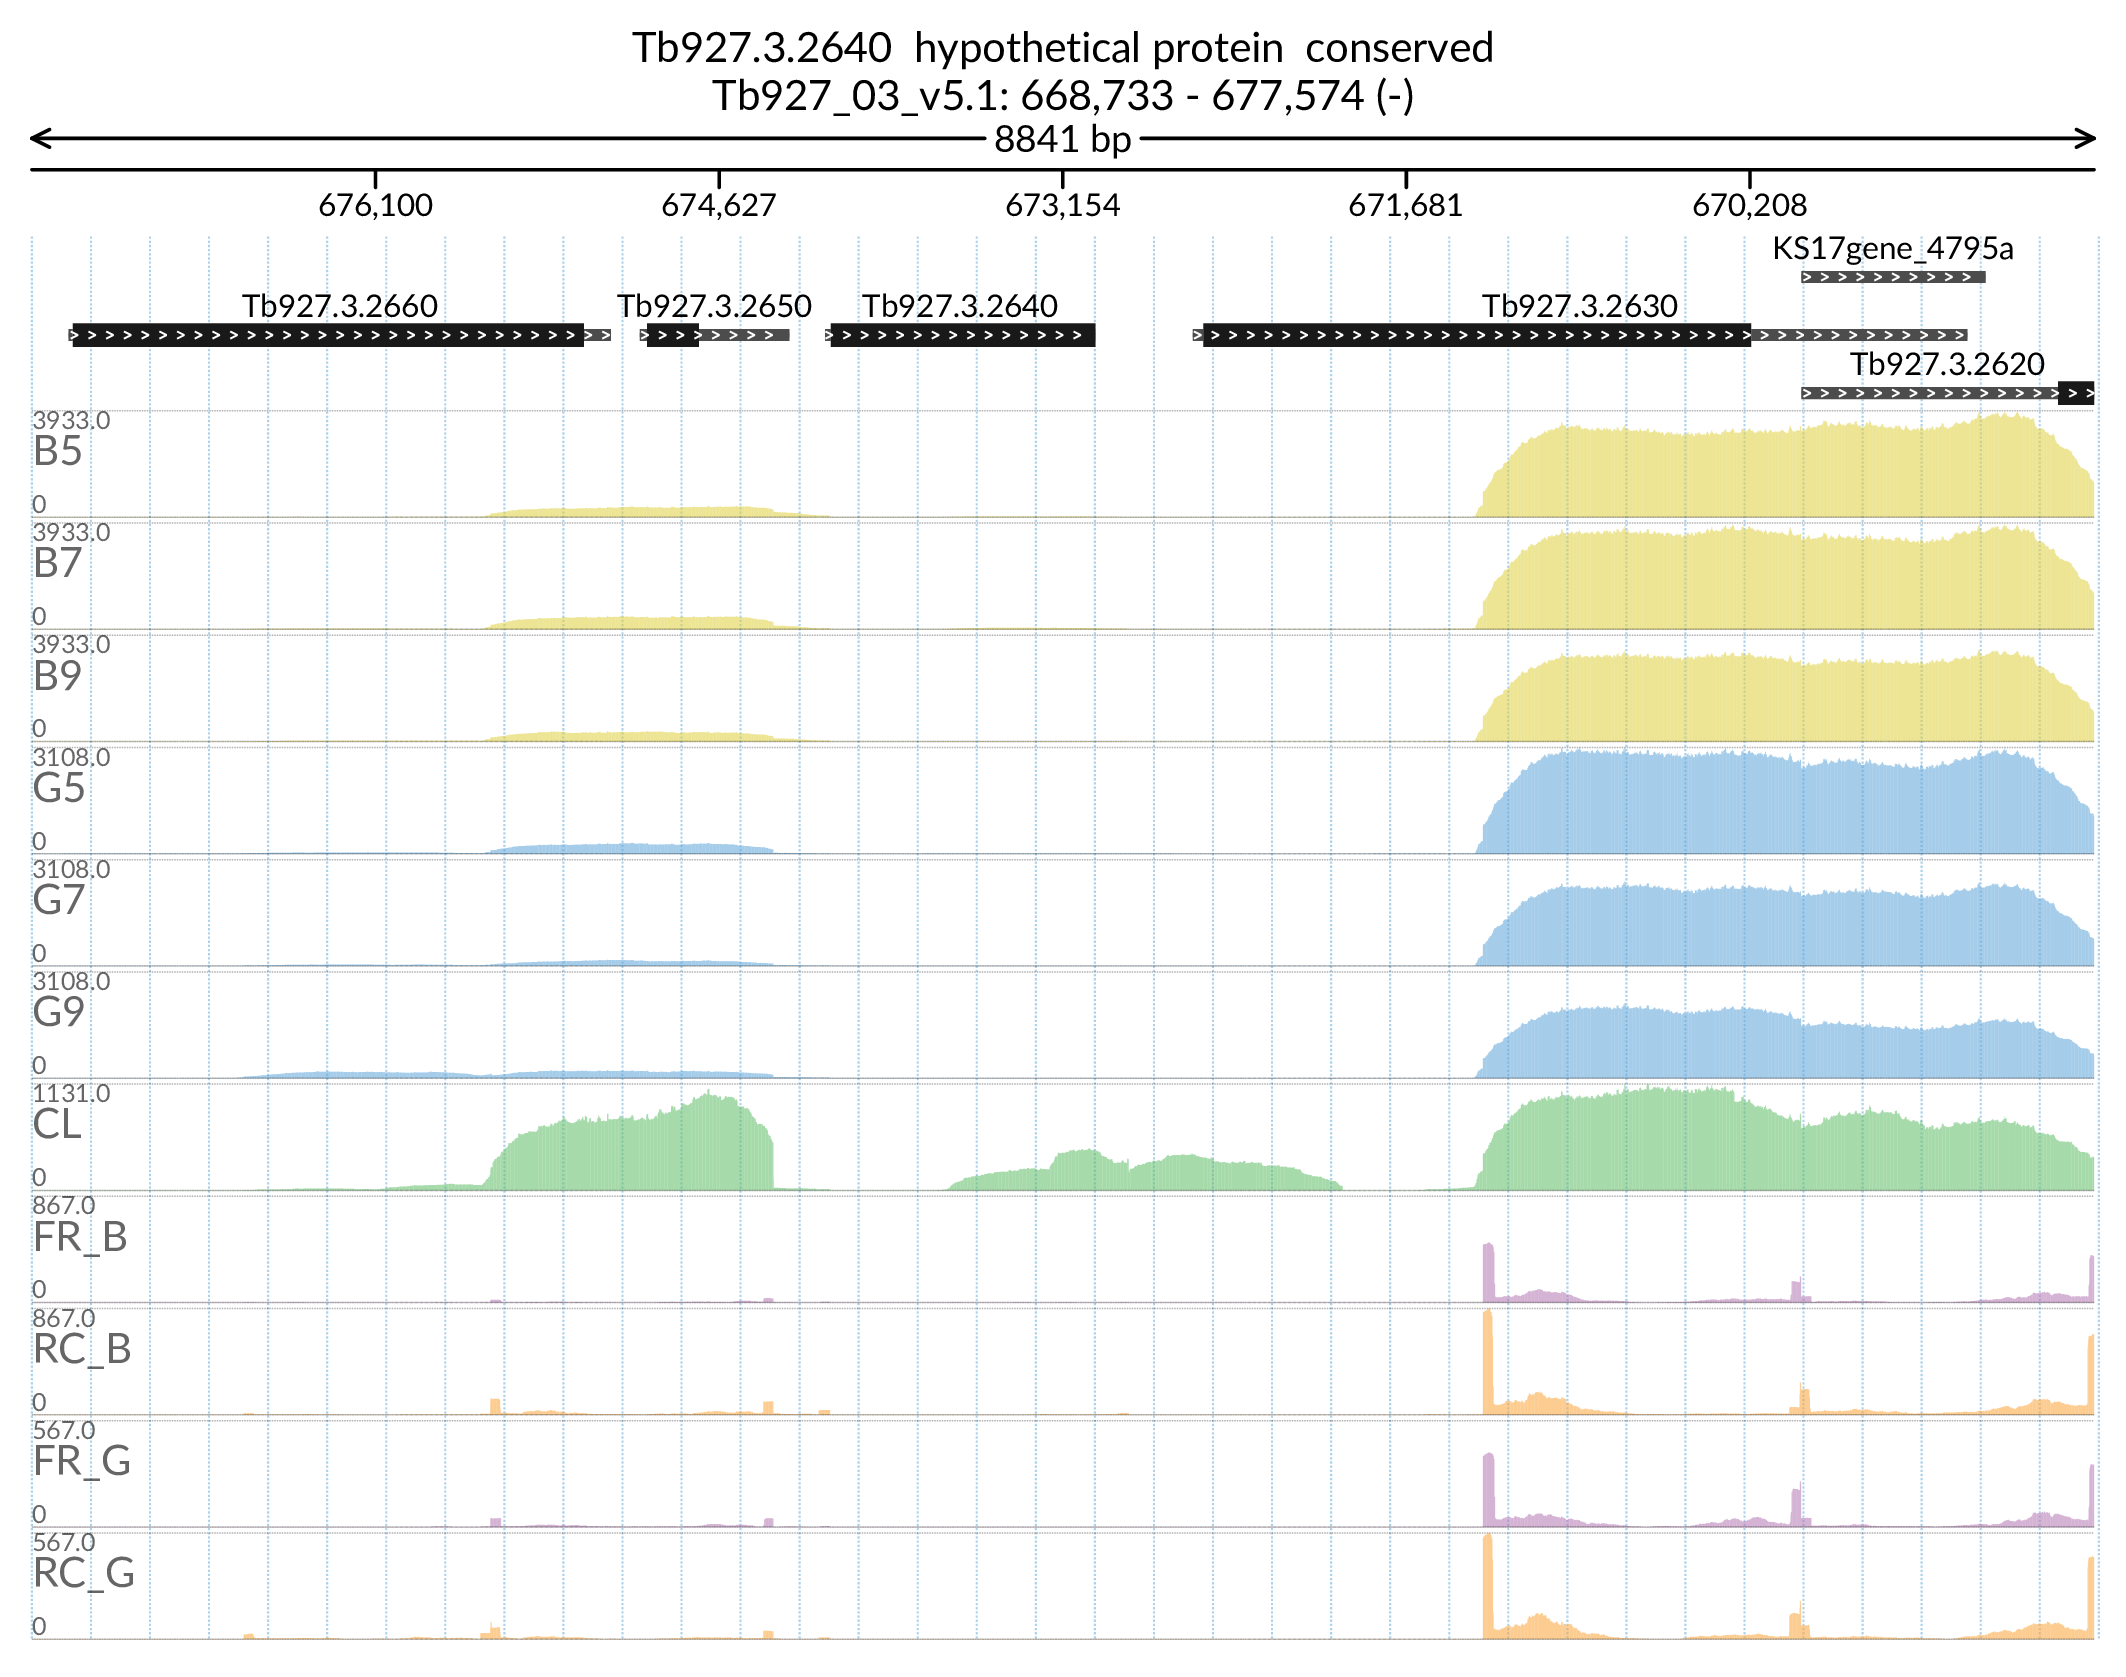 Tb927.3.2640  hypothetical protein  conserved
Tb927_03_v5.1: 668,733 - 677,574 (-)
8841 bp
676,100 674,627 673,154 671,681 670,208
KS17gene_4795a
Tb927.3.2660 Tb927.3.2650 Tb927.3.2640 Tb927.3.2630
Tb927.3.2620
3933.0
B5
0
3933.0
B7
0
3933.0
B9
0
3108.0
G5
0
3108.0
G7
0
3108.0
G9
0
1131.0
CL
0
867.0
FR_B
0
867.0
RC_B
0
567.0
FR_G
0
567.0
RC_G
0